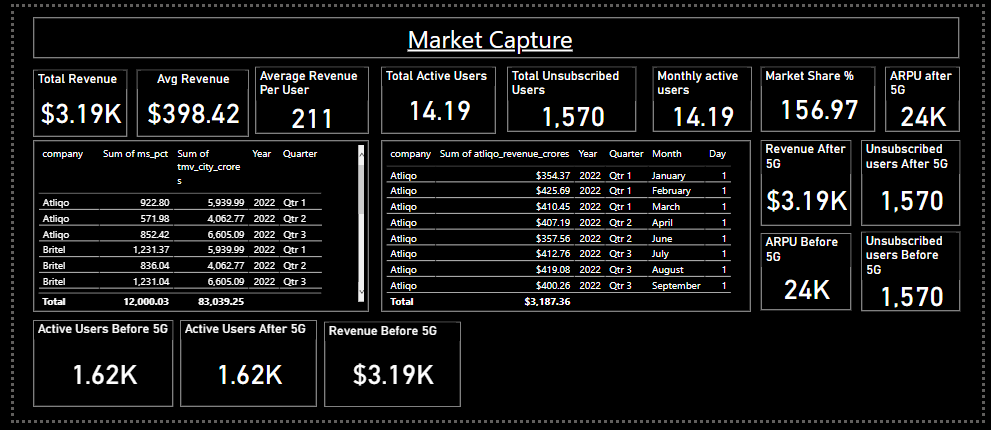 Market Capture
Total Revenue
$3.19K
Avg Revenue
$398.42
Average Revenue
Per User
211
Total Active Users
14.19
Total Unsubscribed
Users
1,570
Monthly active
users
14.19
Market Share %
156.97
ARPU after
5G
24K
company Sum of ms_pct Sum of
tmv_city_crore
s Year Quarter
Atliqo 922.80 5,939.99 2022 Qtr 1
Atliqo 571.98 4,062.77 2022 Qtr 2
Atliqo 852.42 6,605.09 2022 Qtr 3
Britel 1,231.37 5,939.99 2022 Qtr 1
Britel 836.04 4,062.77 2022 Qtr 2
Britel 1,231.04 6,605.09 2022 Qtr 3
Total 12,000.03 83,039.25
company Sum of atliqo_revenue_crores Year Quarter Month Day
Atliqo $354.37 2022 Qtr 1 January 1
Atliqo $425.69 2022 Qtr 1 February 1
Atliqo $410.45 2022 Qtr 1 March 1
Atliqo $407.19 2022 Qtr 2 April 1
Atliqo $357.56 2022 Qtr 2 June 1
Atliqo $412.76 2022 Qtr 3 July 1
Atliqo $419.08 2022 Qtr 3 August 1
Atliqo $400.26 2022 Qtr 3 September 1
Total $3,187.36
Revenue After
5G
$3.19K
Unsubscribed
users After 5G
1,570
ARPU Before
5G
24K
Unsubscribed
users Before
5G
1,570
Active Users Before 5G
1.62K
Active Users After 5G
1.62K
Revenue Before 5G
$3.19K